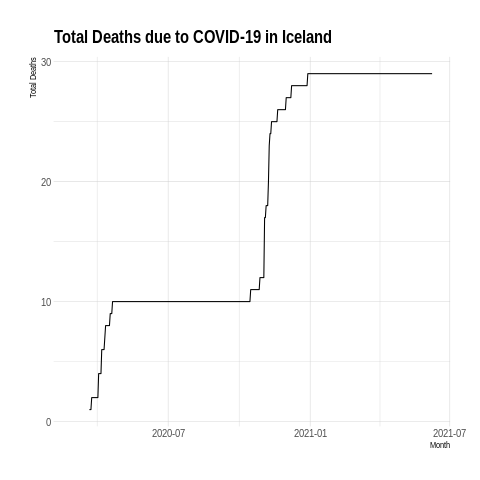 Total Deaths due to COVID-19 in Iceland
Total Deaths
30
20
10
0
2020-07
2021-01
2021-07
Month